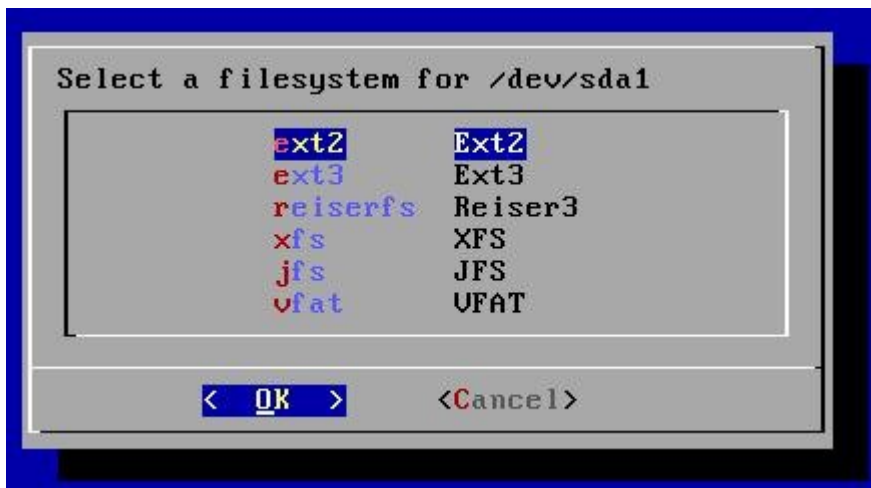 Select a filesystem for /dev/sda1
ext2 Ext2
ext3 Ext3
reiserfs Reiser3
xfs XFS
jfs JFS
vfat VFAT
< OK > <Cancel>